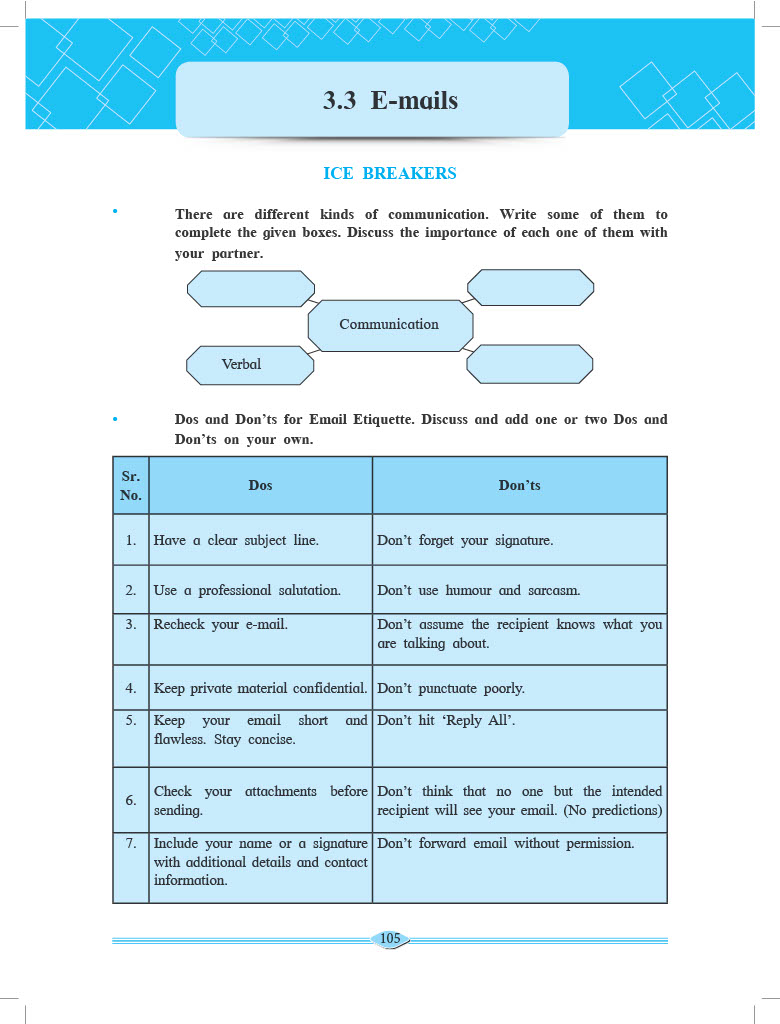 3.3 E-mails
ICE BREAKERS
• There are different kinds of communication. Write some of them to
complete the given boxes. Discuss the importance of each one of them with
your partner.
Communication
Verbal
• Dos and Don'ts for Email Etiquette. Discuss and add one or two Dos and
Don'ts on your own.
Sr. No. Dos Don'ts
1. Have a clear subject line. Don't forget your signature.
2. Use a professional salutation. Don't use humour and sarcasm.
3. Recheck your e-mail. Don't assume the recipient knows what you
are talking about.
4. Keep private material confidential. Don't punctuate poorly.
5. Keep your email short and Don't hit 'Reply All'.
flawless. Stay concise.
6. Check your attachments before Don't think that no one but the intended
sending. recipient will see your email. (No predictions)
7. Include your name or a signature Don't forward email without permission.
with additional details and contact
information.
105